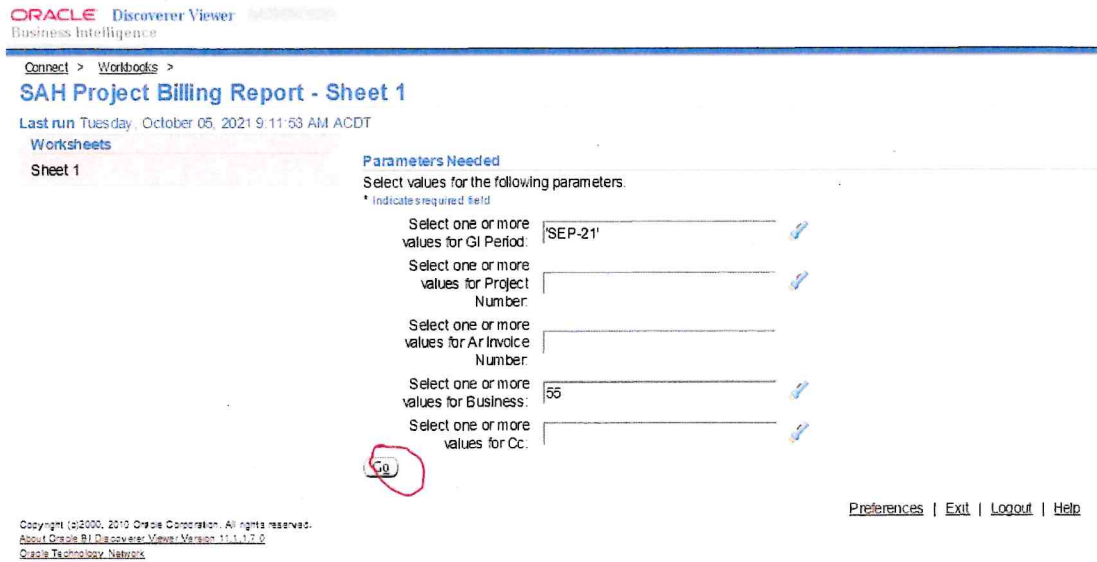 ORACLE Discoverer Viewer
Business Intelligence
Connect > Workbooks >
SAH Project Billing Report - Sheet 1
Last run Tuesday, October 05, 2021 9:11:53 AM ACDT
Worksheets
Sheet 1
Parameters Needed
Select values for the following parameters.
* Indicates required field
Select one or more
values for Gl Period: 'SEP-21'
Select one or more
values for Project
Number:
Select one or more
values for Ar Invoice
Number:
Select one or more
values for Business: 55
Select one or more
values for Cc:
Go
Preferences | Exit | Logout | Help
Copyright (c)2000, 2010 Oracle Corporation. All rights reserved.
About Oracle BI Discoverer Viewer Version 11.1.1.7.0
Oracle Technology Network